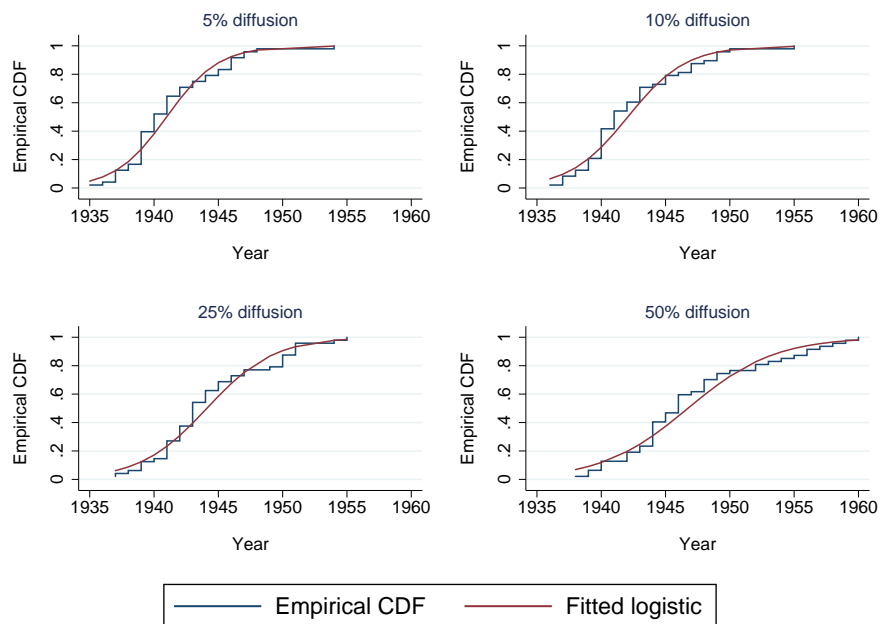 5% diffusion
Empirical CDF
0 .2 .4 .6 .8 1
1935 1940 1945 1950 1955 1960
Year
10% diffusion
Empirical CDF
0 .2 .4 .6 .8 1
1935 1940 1945 1950 1955 1960
Year
25% diffusion
Empirical CDF
0 .2 .4 .6 .8 1
1935 1940 1945 1950 1955 1960
Year
50% diffusion
Empirical CDF
0 .2 .4 .6 .8 1
1935 1940 1945 1950 1955 1960
Year
Empirical CDF Fitted logistic